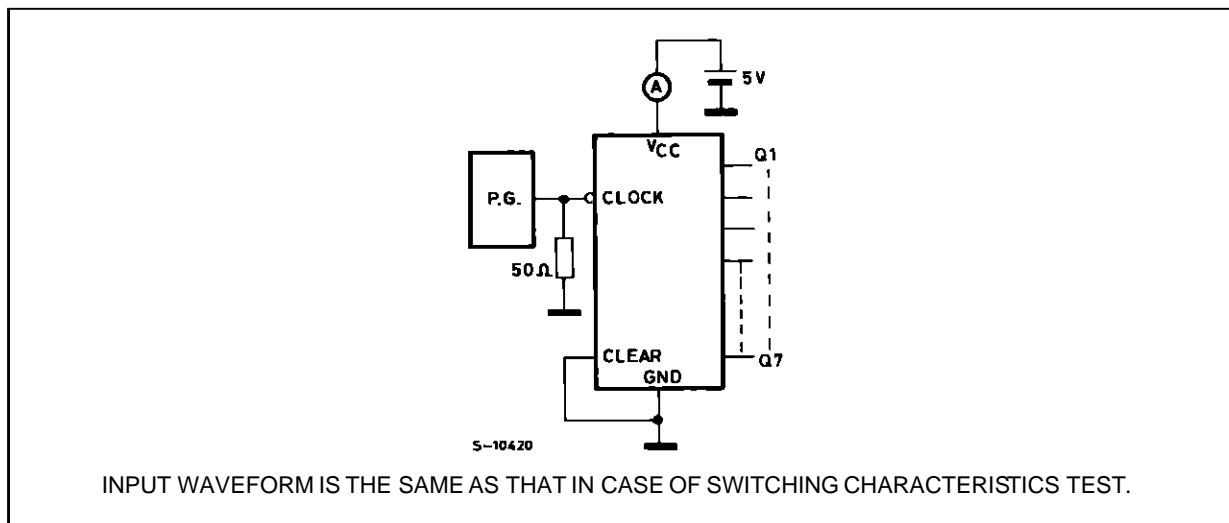 A
5V
VCC
Q1
P.G.
CLOCK
50Ω
CLEAR
Q7
GND
S-10420
INPUT WAVEFORM IS THE SAME AS THAT IN CASE OF SWITCHING CHARACTERISTICS TEST.